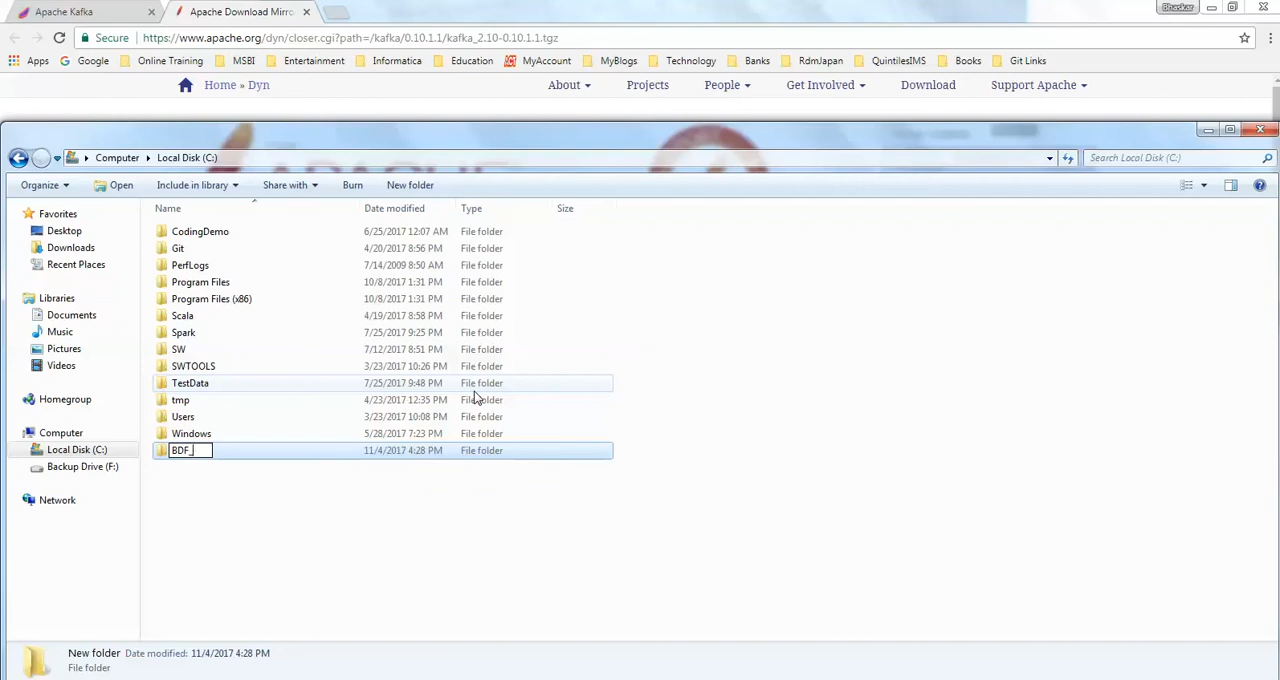 Apache Kafka
Apache Download Mirro
Bhaskar
Secure https://www.apache.org/dyn/closer.cgi?path=/kafka/0.10.1.1/kafka_2.10-0.10.1.1.tgz
Apps Google Online Training MSBI Entertainment Informatica Education MyAccount MyBlogs Technology Banks RdmJapan QuintilesIMS Books Git Links
Home » Dyn About Projects People Get Involved Download Support Apache
Computer Local Disk (C:) Search Local Disk (C:)
Organize Open Include in library Share with Burn New folder
Name Date modified Type Size
Favorites
Desktop
Downloads
Recent Places
Libraries
Documents
Music
Pictures
Videos
Homegroup
Computer
Local Disk (C:)
Backup Drive (F:)
Network
CodingDemo 6/25/2017 12:07 AM File folder
Git 4/20/2017 8:56 PM File folder
PerfLogs 7/14/2009 8:50 AM File folder
Program Files 10/8/2017 1:31 PM File folder
Program Files (x86) 10/8/2017 1:31 PM File folder
Scala 4/19/2017 8:58 PM File folder
Spark 7/25/2017 9:25 PM File folder
SW 7/12/2017 8:51 PM File folder
SWTOOLS 3/23/2017 10:26 PM File folder
TestData 7/25/2017 9:48 PM File folder
tmp 4/23/2017 12:35 PM File folder
Users 3/23/2017 10:08 PM File folder
Windows 5/28/2017 7:23 PM File folder
BDF_ 11/4/2017 4:28 PM File folder
New folder Date modified: 11/4/2017 4:28 PM
File folder